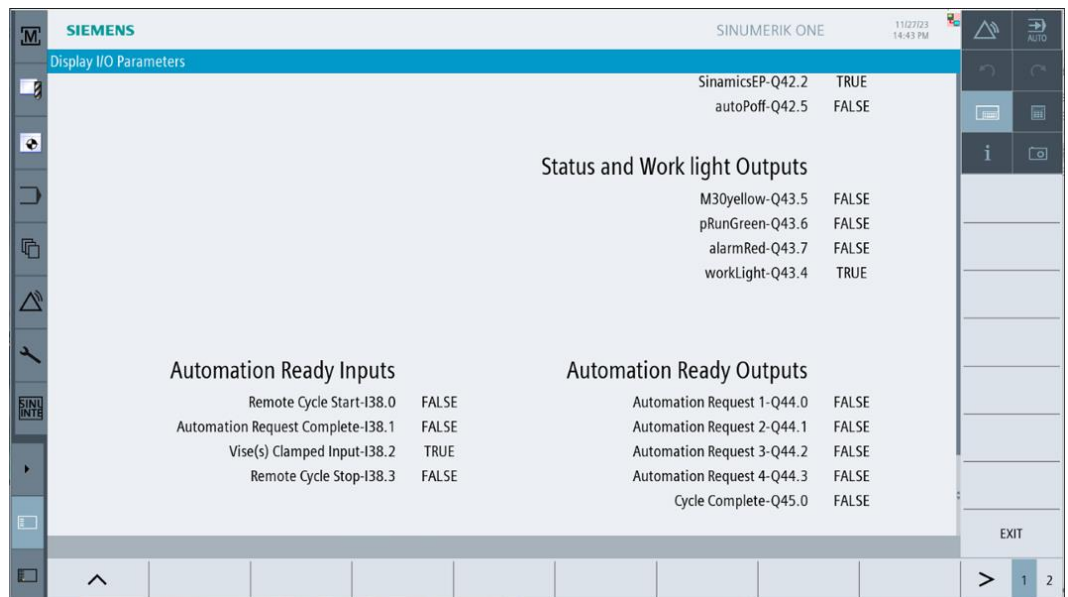 M
SIEMENS
SINUMERIK ONE
11/27/23
14:43 PM
AUTO
Display I/O Parameters
SinamicsEP-Q42.2 TRUE
autoPoff-Q42.5 FALSE
i
Status and Work light Outputs
M30yellow-Q43.5 FALSE
pRunGreen-Q43.6 FALSE
alarmRed-Q43.7 FALSE
workLight-Q43.4 TRUE
Automation Ready Inputs
Remote Cycle Start-I38.0 FALSE
Automation Request Complete-I38.1 FALSE
Vise(s) Clamped Input-I38.2 TRUE
Remote Cycle Stop-I38.3 FALSE
Automation Ready Outputs
Automation Request 1-Q44.0 FALSE
Automation Request 2-Q44.1 FALSE
Automation Request 3-Q44.2 FALSE
Automation Request 4-Q44.3 FALSE
Cycle Complete-Q45.0 FALSE
SINU
INTE
EXIT
> 1 2